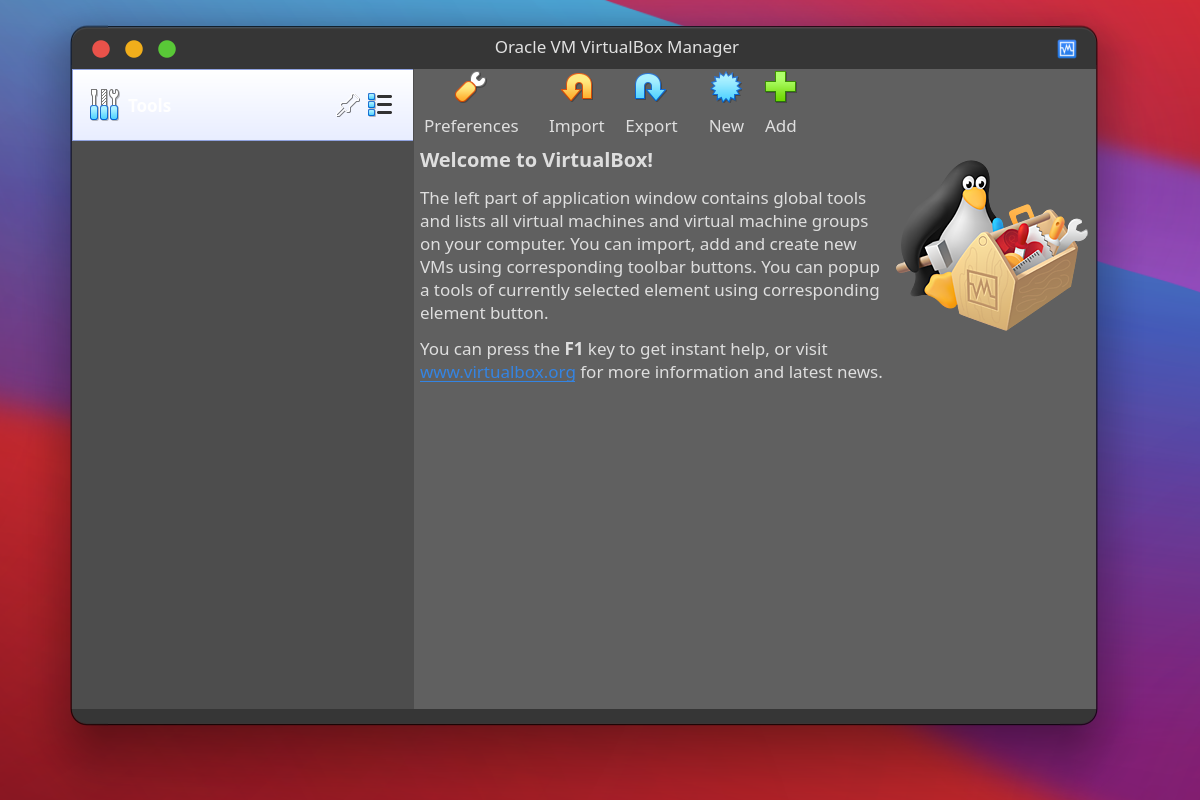 Oracle VM VirtualBox Manager
Tools
Preferences Import Export New Add
Welcome to VirtualBox!
The left part of application window contains global tools
and lists all virtual machines and virtual machine groups
on your computer. You can import, add and create new
VMs using corresponding toolbar buttons. You can popup
a tools of currently selected element using corresponding
element button.
You can press the F1 key to get instant help, or visit
www.virtualbox.org for more information and latest news.